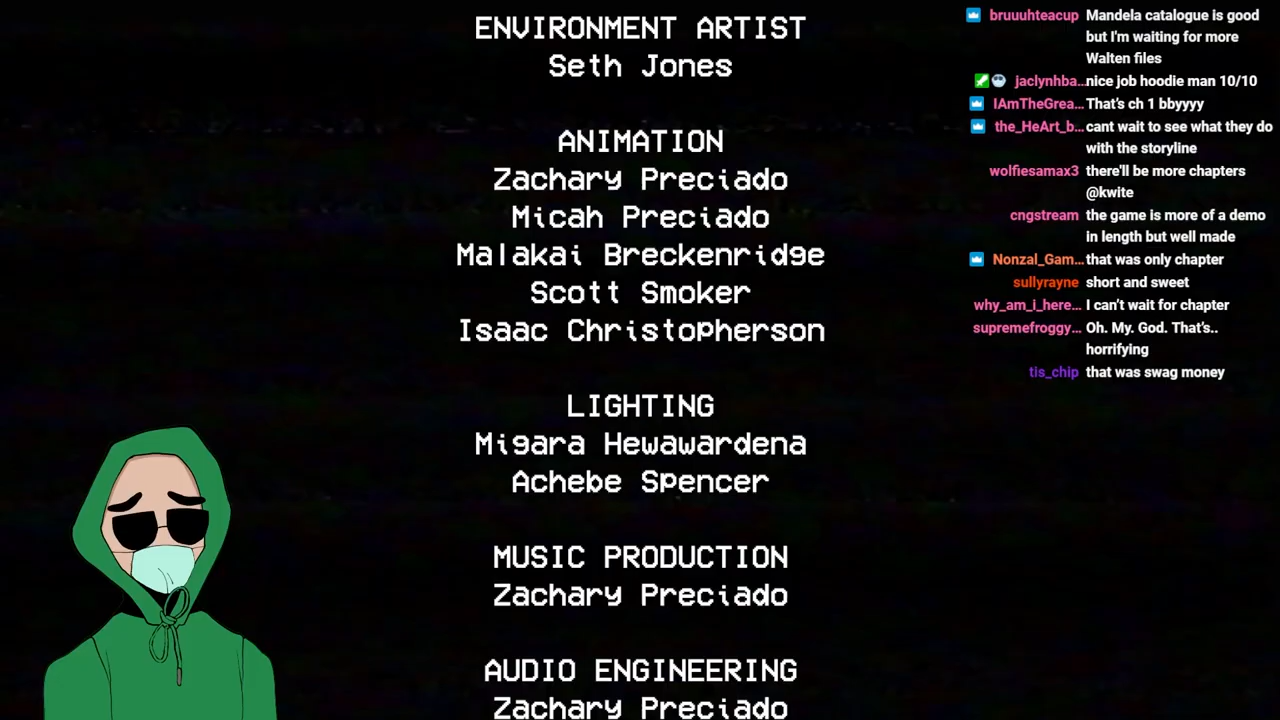 ENVIRONMENT ARTIST
Seth Jones
ANIMATION
Zachary Preciado
Micah Preciado
Malakai Breckenridge
Scott Smoker
Isaac Christopherson
LIGHTING
Migara Hewawardena
Achebe Spencer
MUSIC PRODUCTION
Zachary Preciado
AUDIO ENGINEERING
Zachary Preciado
bruuuhteacup Mandela catalogue is good
but I'm waiting for more
Walten files
jaclynhba... nice job hoodie man 10/10
IAmTheGrea... That's ch 1 bbyyyy
the_HeArt_b... cant wait to see what they do
with the storyline
wolfiesamax3 there'll be more chapters
@kwite
cngstream the game is more of a demo
in length but well made
Nonzal_Gam... that was only chapter
sullyrayne short and sweet
why_am_i_here... I can't wait for chapter
supremefroggy... Oh. My. God. That's..
horrifying
tis_chip that was swag money